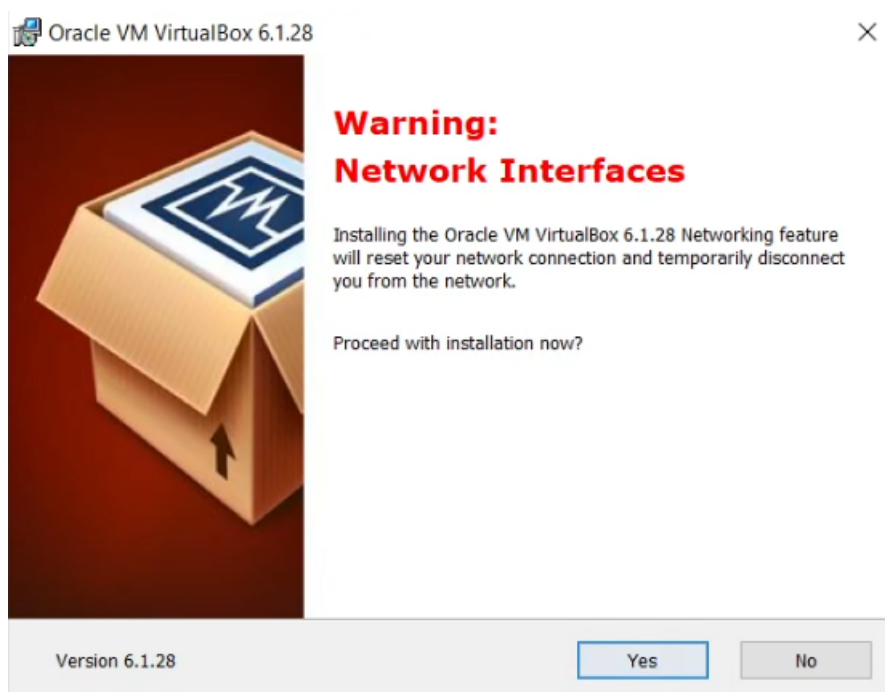 Oracle VM VirtualBox 6.1.28
Warning:
Network Interfaces
Installing the Oracle VM VirtualBox 6.1.28 Networking feature
will reset your network connection and temporarily disconnect
you from the network.
Proceed with installation now?
Version 6.1.28
Yes
No